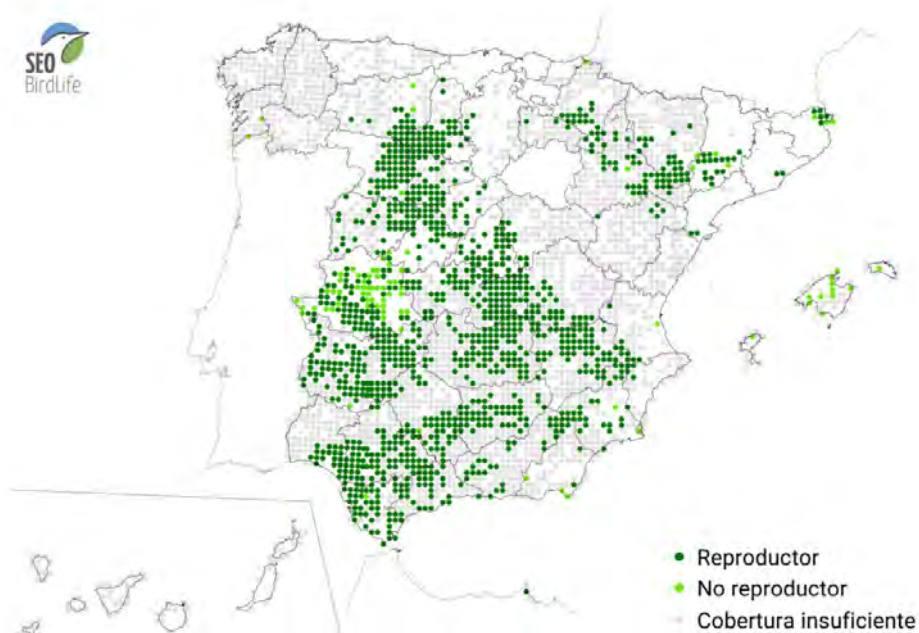 SEO
BirdLife
Reproductor
No reproductor
Cobertura insuficiente